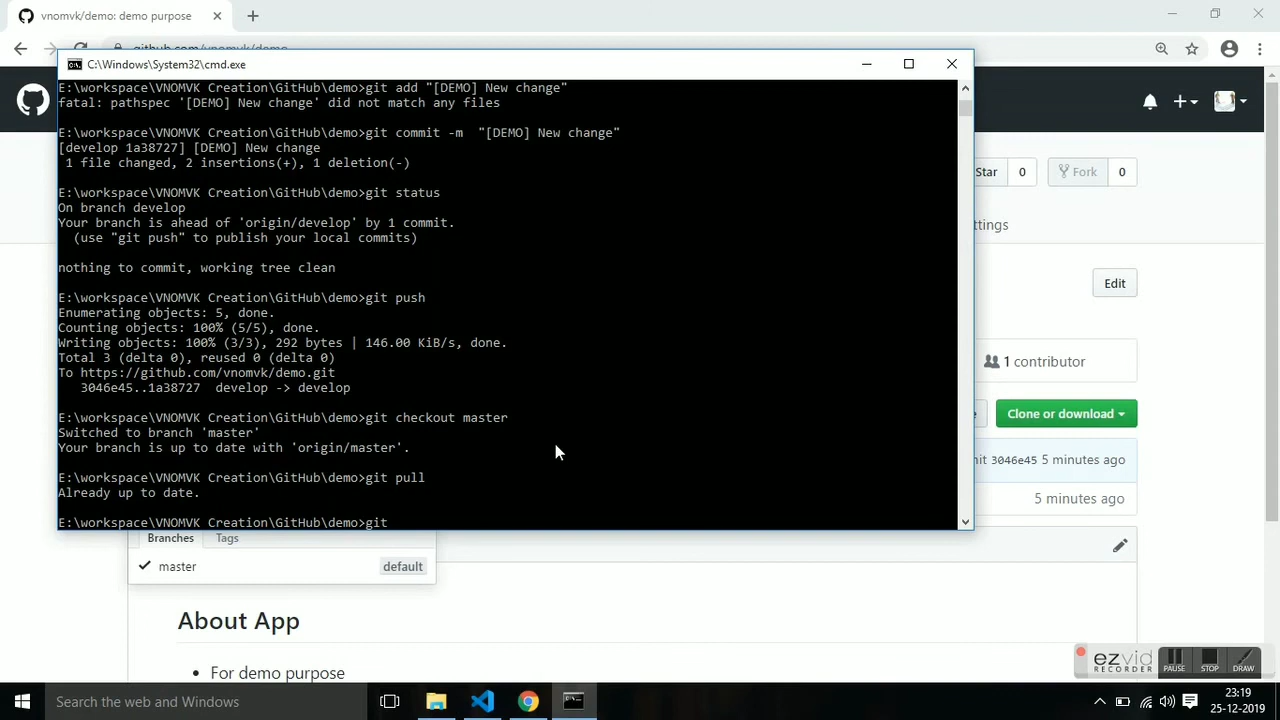 vnomvk/demo: demo purpose
github.com/vnomvk/demo
C:\Windows\System32\cmd.exe
E:\workspace\VNOMVK Creation\GitHub\demo>git add "[DEMO] New change"
fatal: pathspec '[DEMO] New change' did not match any files
E:\workspace\VNOMVK Creation\GitHub\demo>git commit -m  "[DEMO] New change"
[develop 1a38727] [DEMO] New change
 1 file changed, 2 insertions(+), 1 deletion(-)
E:\workspace\VNOMVK Creation\GitHub\demo>git status
On branch develop
Your branch is ahead of 'origin/develop' by 1 commit.
  (use "git push" to publish your local commits)
nothing to commit, working tree clean
E:\workspace\VNOMVK Creation\GitHub\demo>git push
Enumerating objects: 5, done.
Counting objects: 100% (5/5), done.
Writing objects: 100% (3/3), 292 bytes | 146.00 KiB/s, done.
Total 3 (delta 0), reused 0 (delta 0)
To https://github.com/vnomvk/demo.git
   3046e45..1a38727  develop -> develop
E:\workspace\VNOMVK Creation\GitHub\demo>git checkout master
Switched to branch 'master'
Your branch is up to date with 'origin/master'.
E:\workspace\VNOMVK Creation\GitHub\demo>git pull
Already up to date.
E:\workspace\VNOMVK Creation\GitHub\demo>git
Star 0 Fork 0
ttings
Edit
1 contributor
Clone or download
3046e45 5 minutes ago
5 minutes ago
Branches Tags
master default
About App
• For demo purpose
ezvid
RECORDER PAUSE STOP DRAW
Search the web and Windows
23:19
25-12-2019